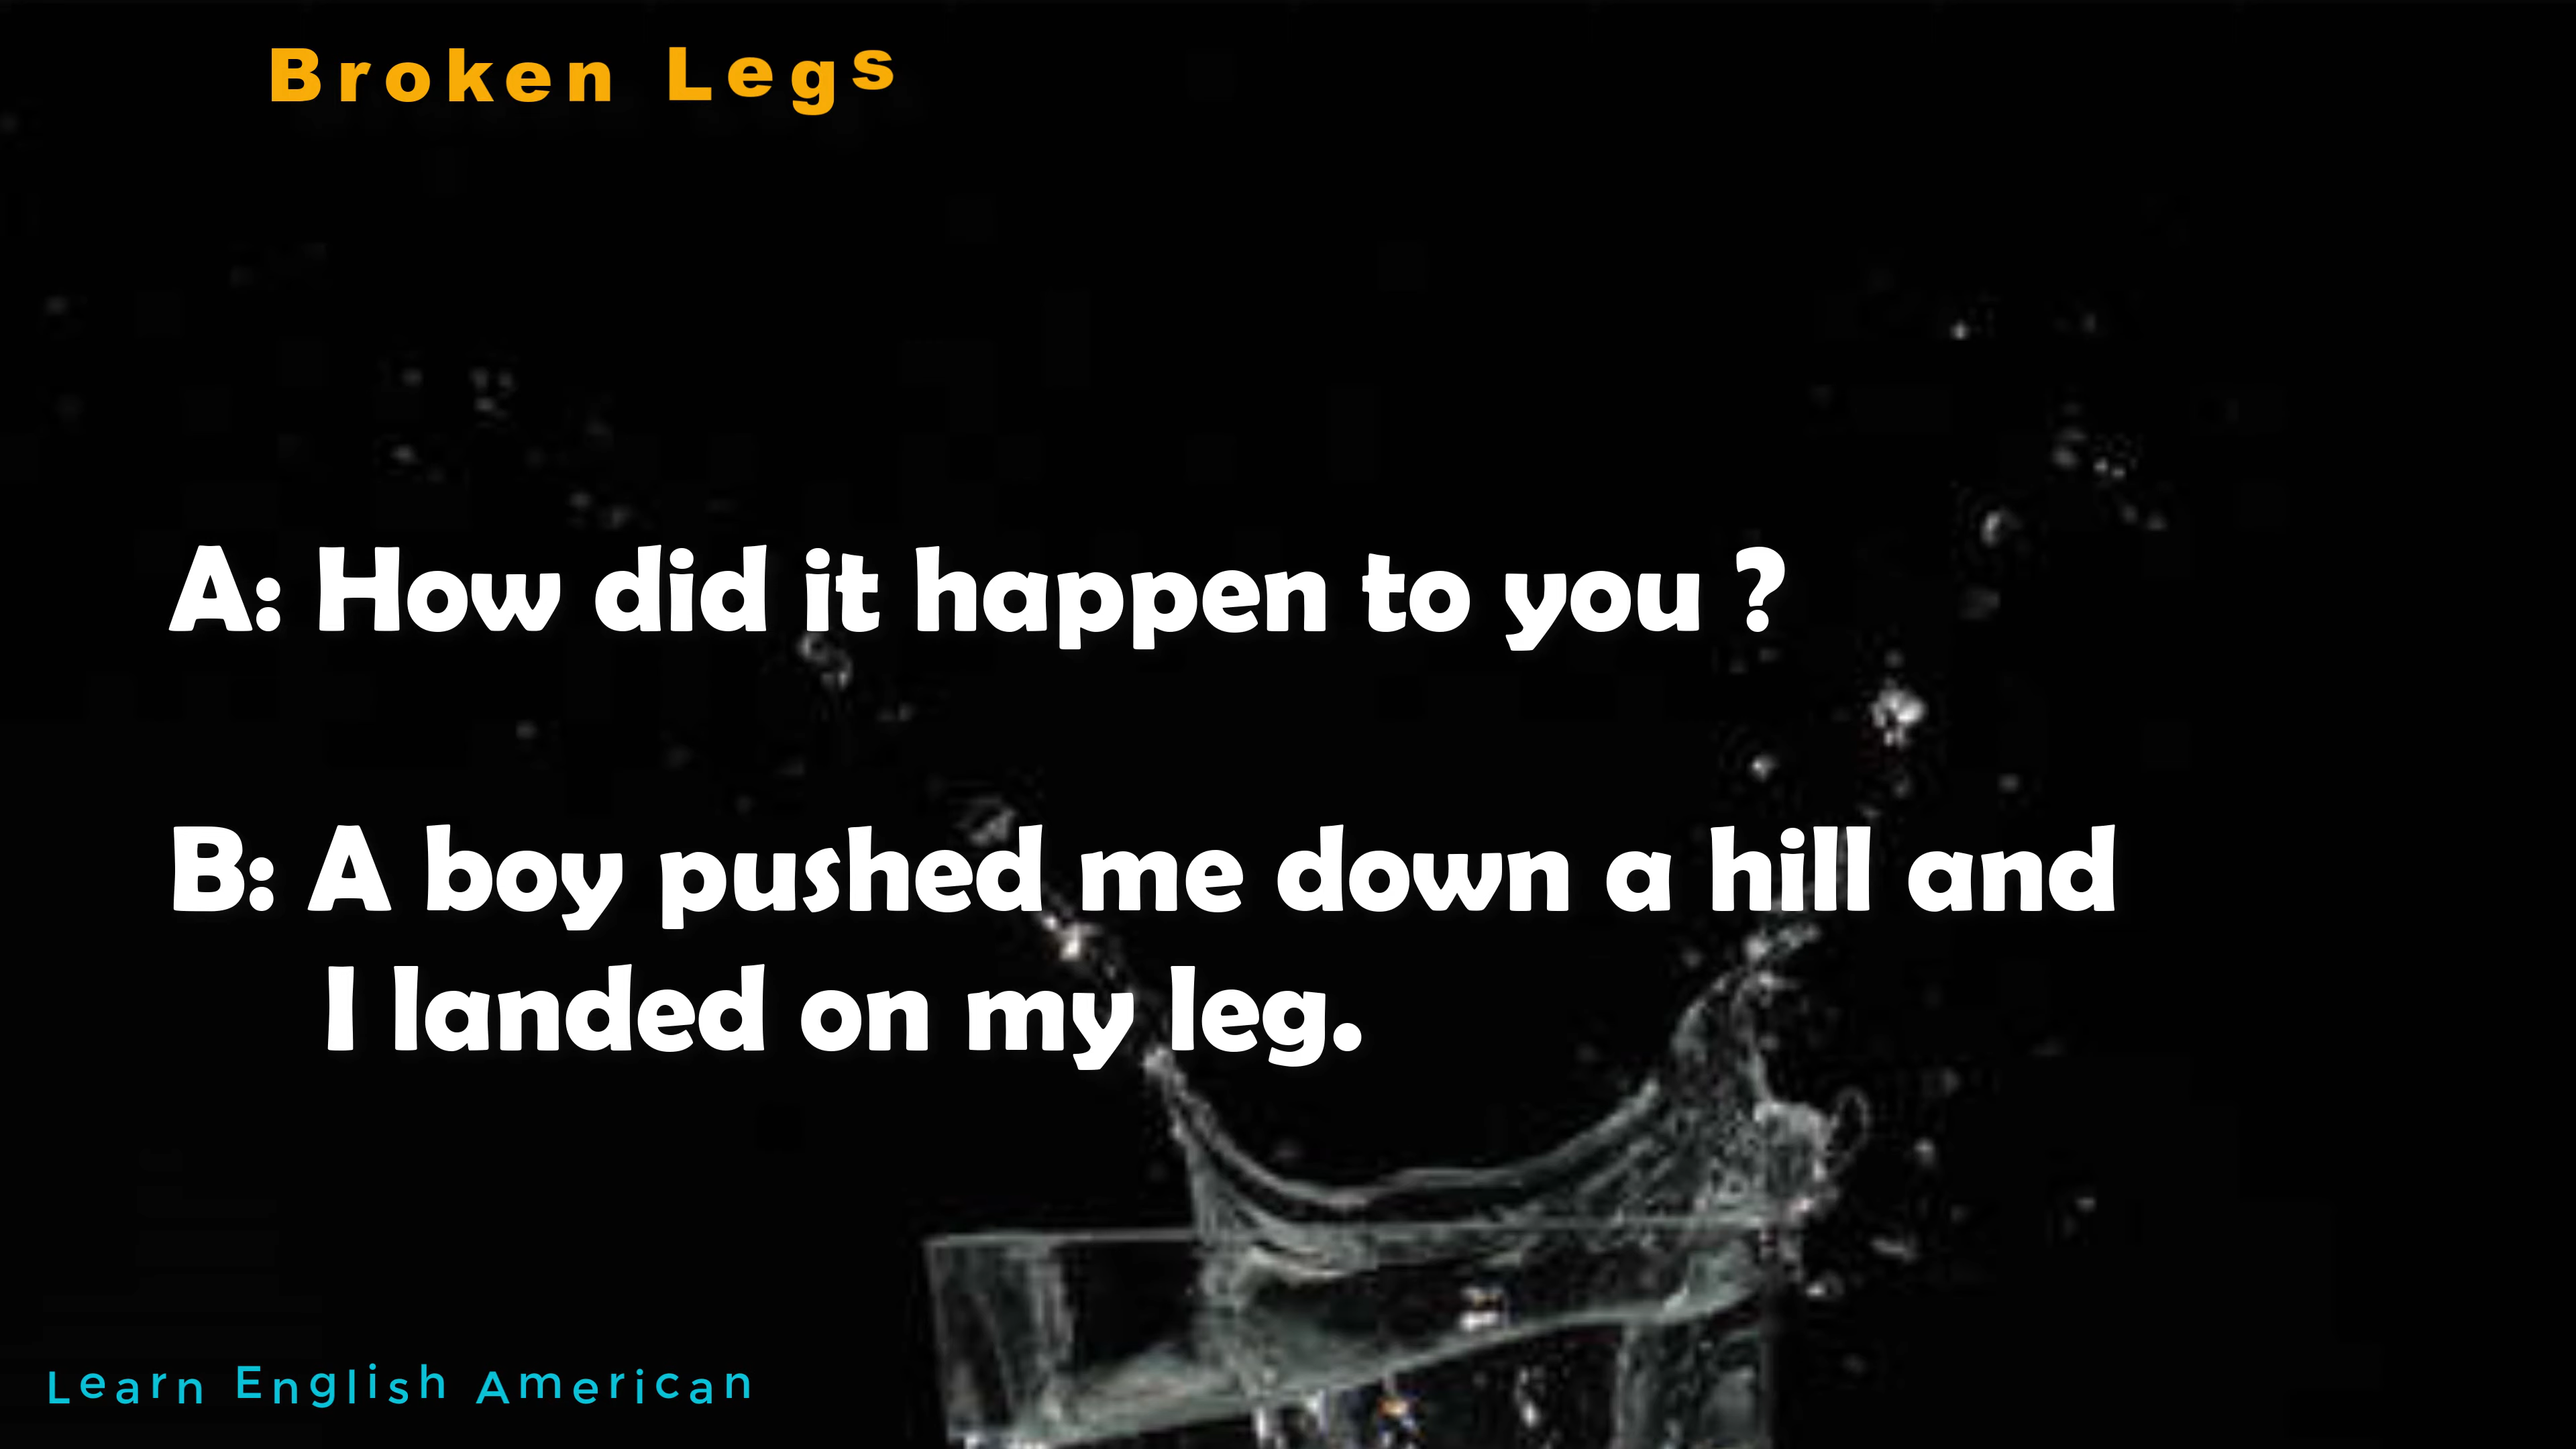 Broken Legs
A: How did it happen to you ?
B: A boy pushed me down a hill and
I landed on my leg.
Learn English American